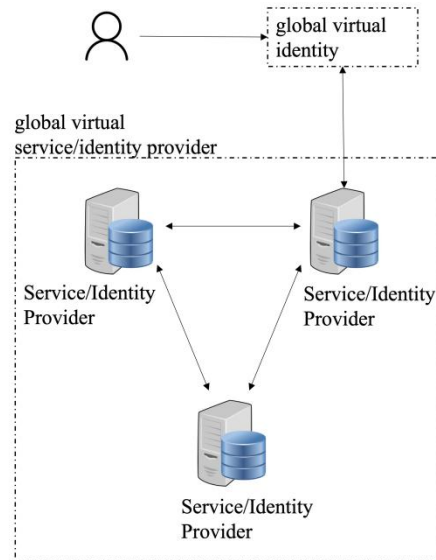 global virtual
identity
global virtual
service/identity provider
Service/Identity
Provider
Service/Identity
Provider
Service/Identity
Provider